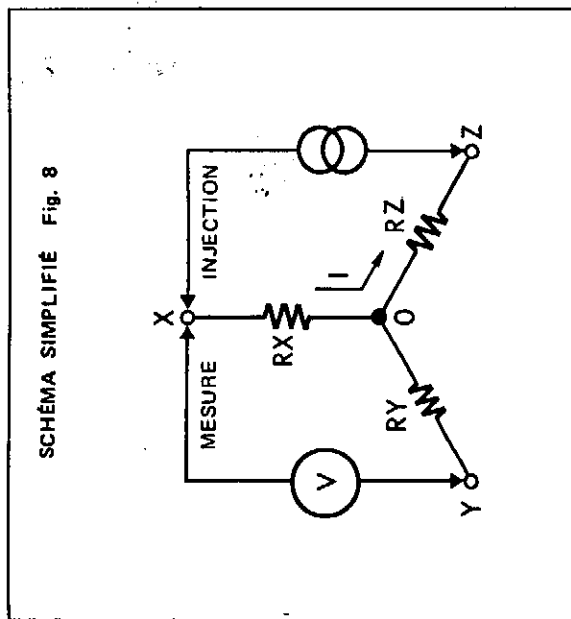 SCHÉMA SIMPLIFIÉ Fig. 8
X
MESURE
INJECTION
RX
I
V
O
RY
RZ
Y
Z